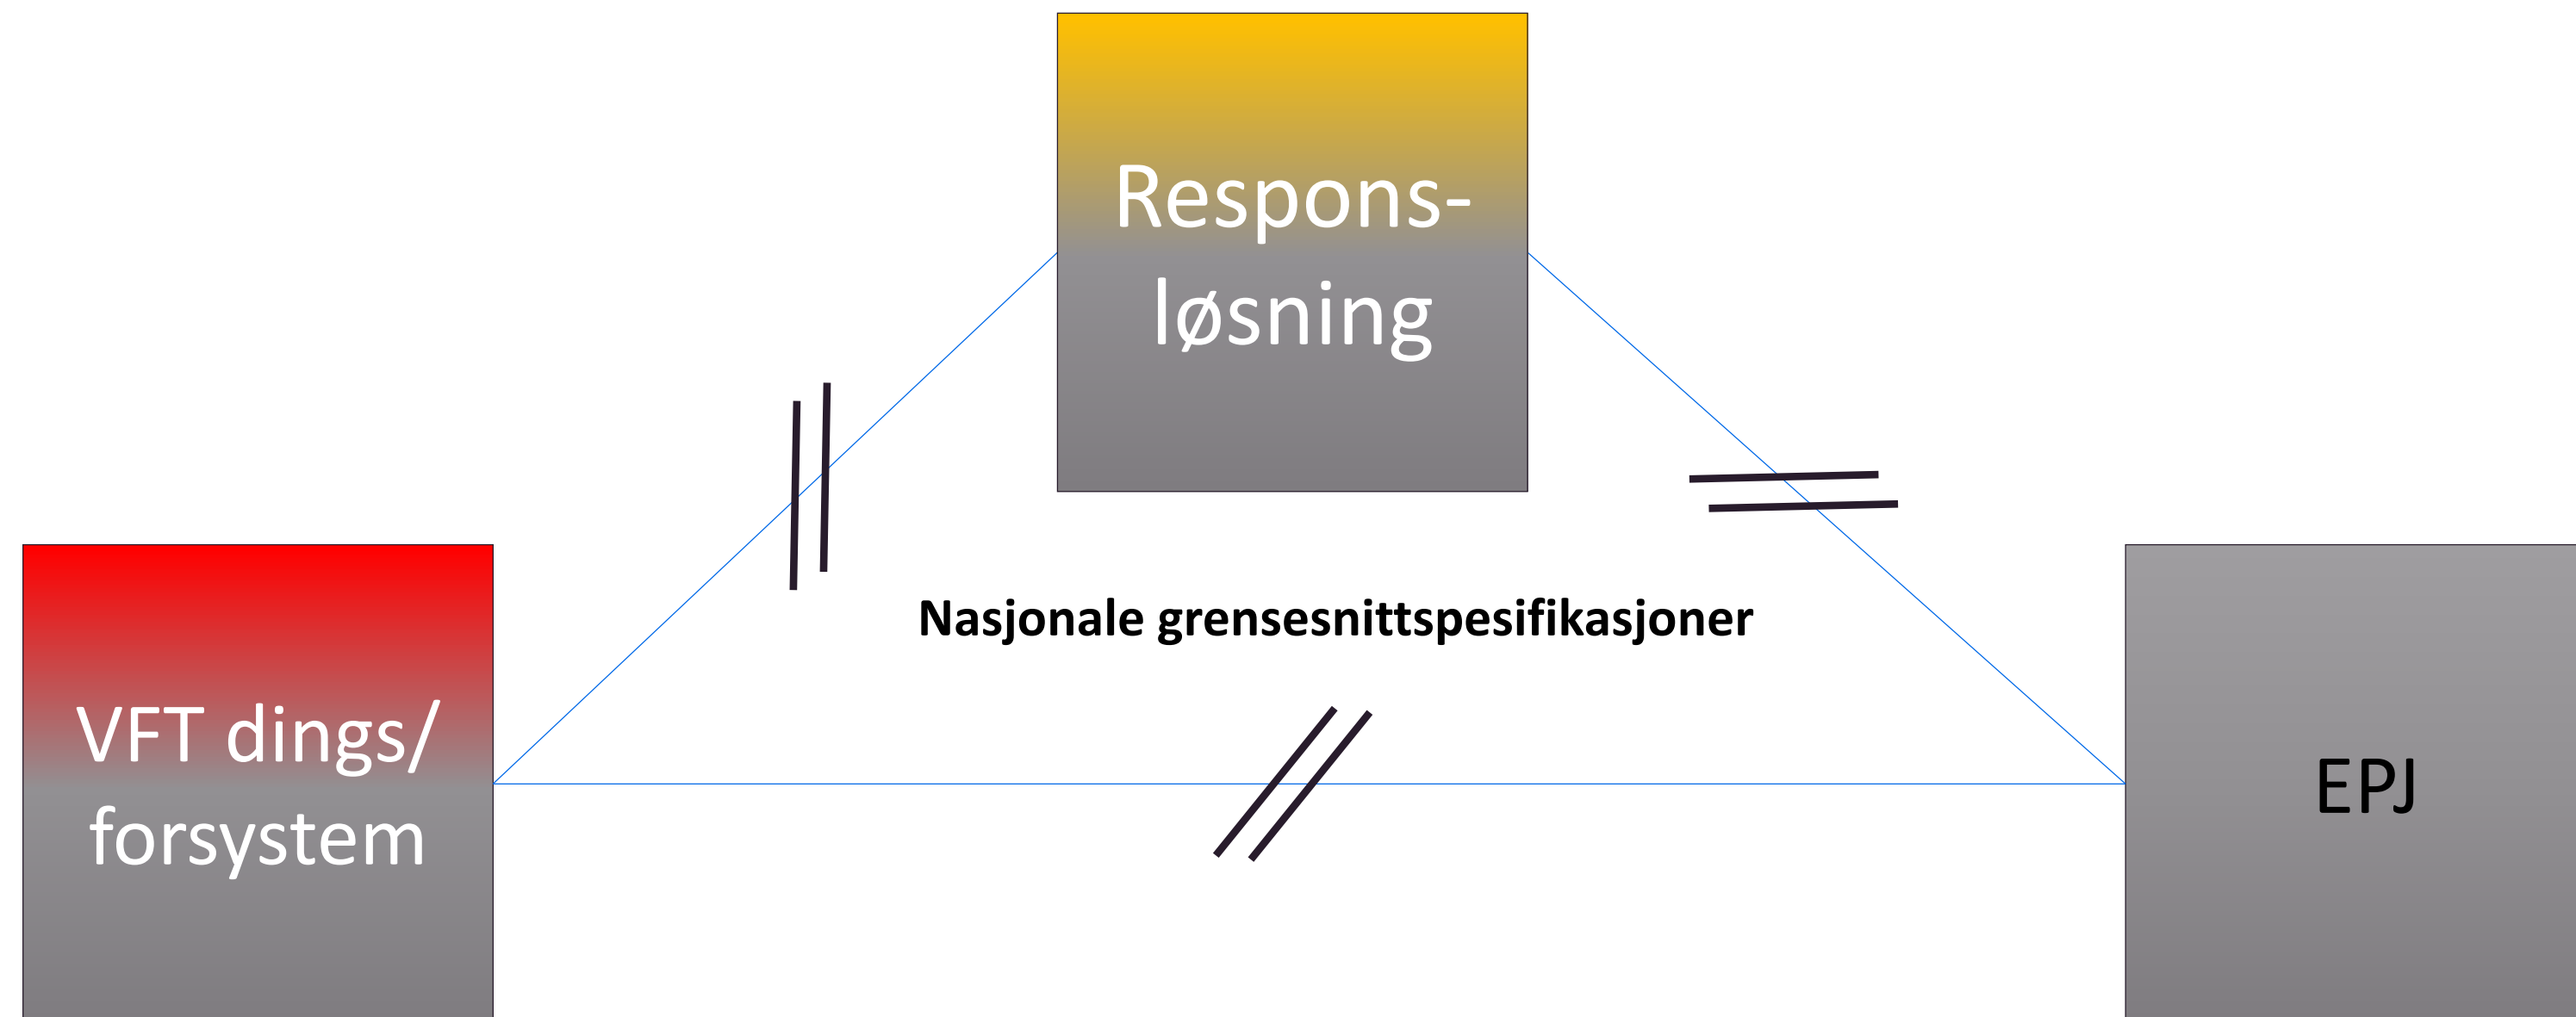 Respons-
løsning
Nasjonale grensesnittspesifikasjoner
VFT dings/
forsystem
EPJ